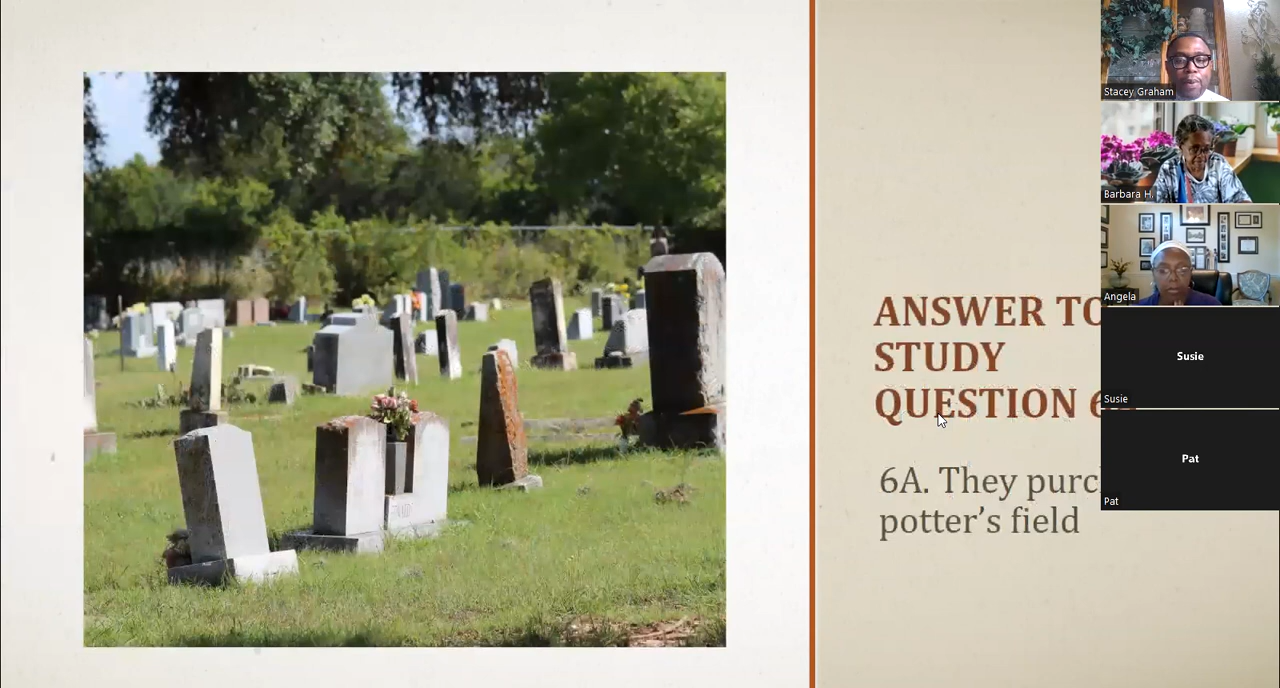 ANSWER TO
STUDY
QUESTION
6A. They purc
potter's field
Stacey Graham
Barbara H.
Angela
Susie
Susie
Pat
Pat